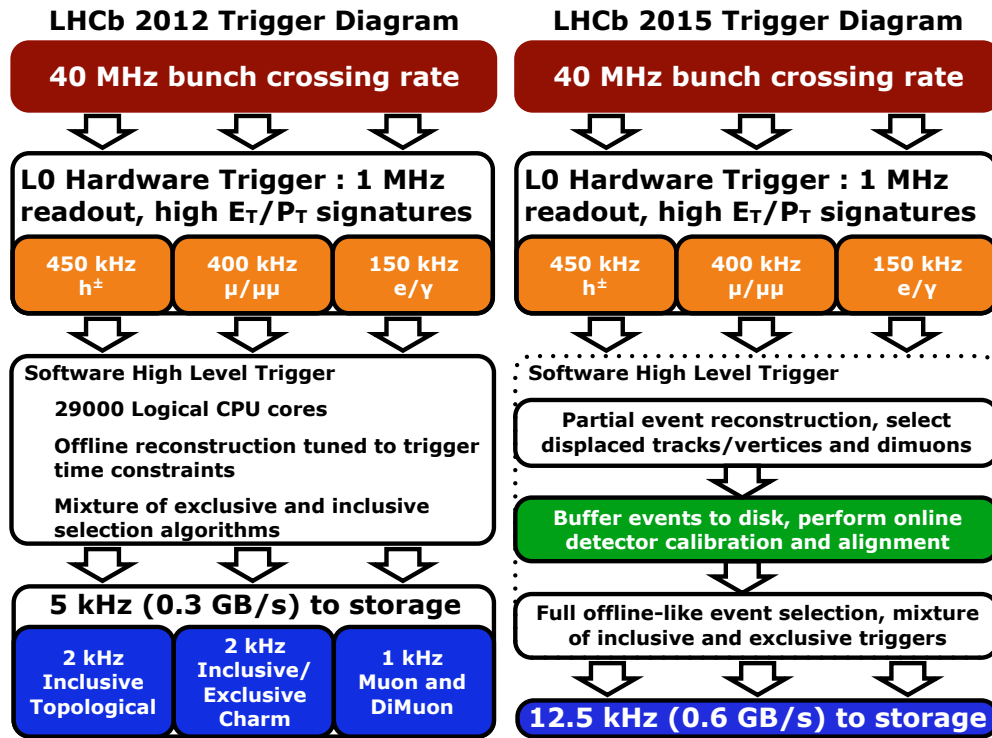 LHCb 2012 Trigger Diagram
40 MHz bunch crossing rate
L0 Hardware Trigger : 1 MHz
readout, high E_T/P_T signatures
450 kHz
h±
400 kHz
μ/μμ
150 kHz
e/γ
Software High Level Trigger
29000 Logical CPU cores
Offline reconstruction tuned to trigger
time constraints
Mixture of exclusive and inclusive
selection algorithms
5 kHz (0.3 GB/s) to storage
2 kHz
Inclusive
Topological
2 kHz
Inclusive/
Exclusive
Charm
1 kHz
Muon and
DiMuon
LHCb 2015 Trigger Diagram
40 MHz bunch crossing rate
L0 Hardware Trigger : 1 MHz
readout, high E_T/P_T signatures
450 kHz
h±
400 kHz
μ/μμ
150 kHz
e/γ
Software High Level Trigger
Partial event reconstruction, select
displaced tracks/vertices and dimuons
Buffer events to disk, perform online
detector calibration and alignment
Full offline-like event selection, mixture
of inclusive and exclusive triggers
12.5 kHz (0.6 GB/s) to storage